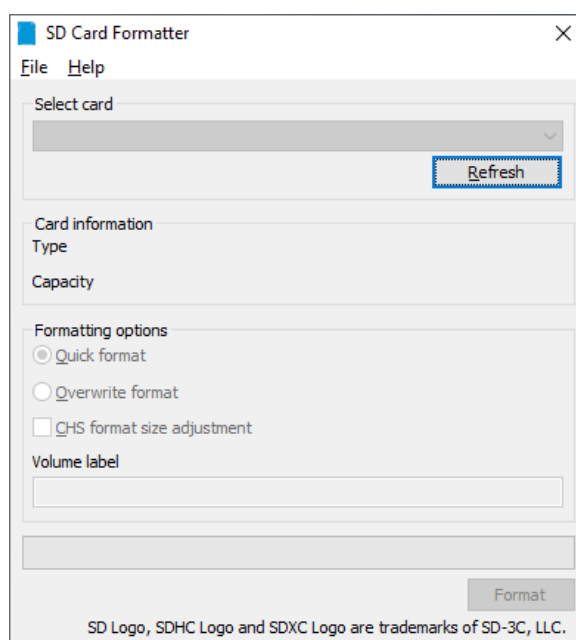 SD Card Formatter
File Help
Select card
Refresh
Card information
Type
Capacity
Formatting options
Quick format
Overwrite format
CHS format size adjustment
Volume label
Format
SD Logo, SDHC Logo and SDXC Logo are trademarks of SD-3C, LLC.